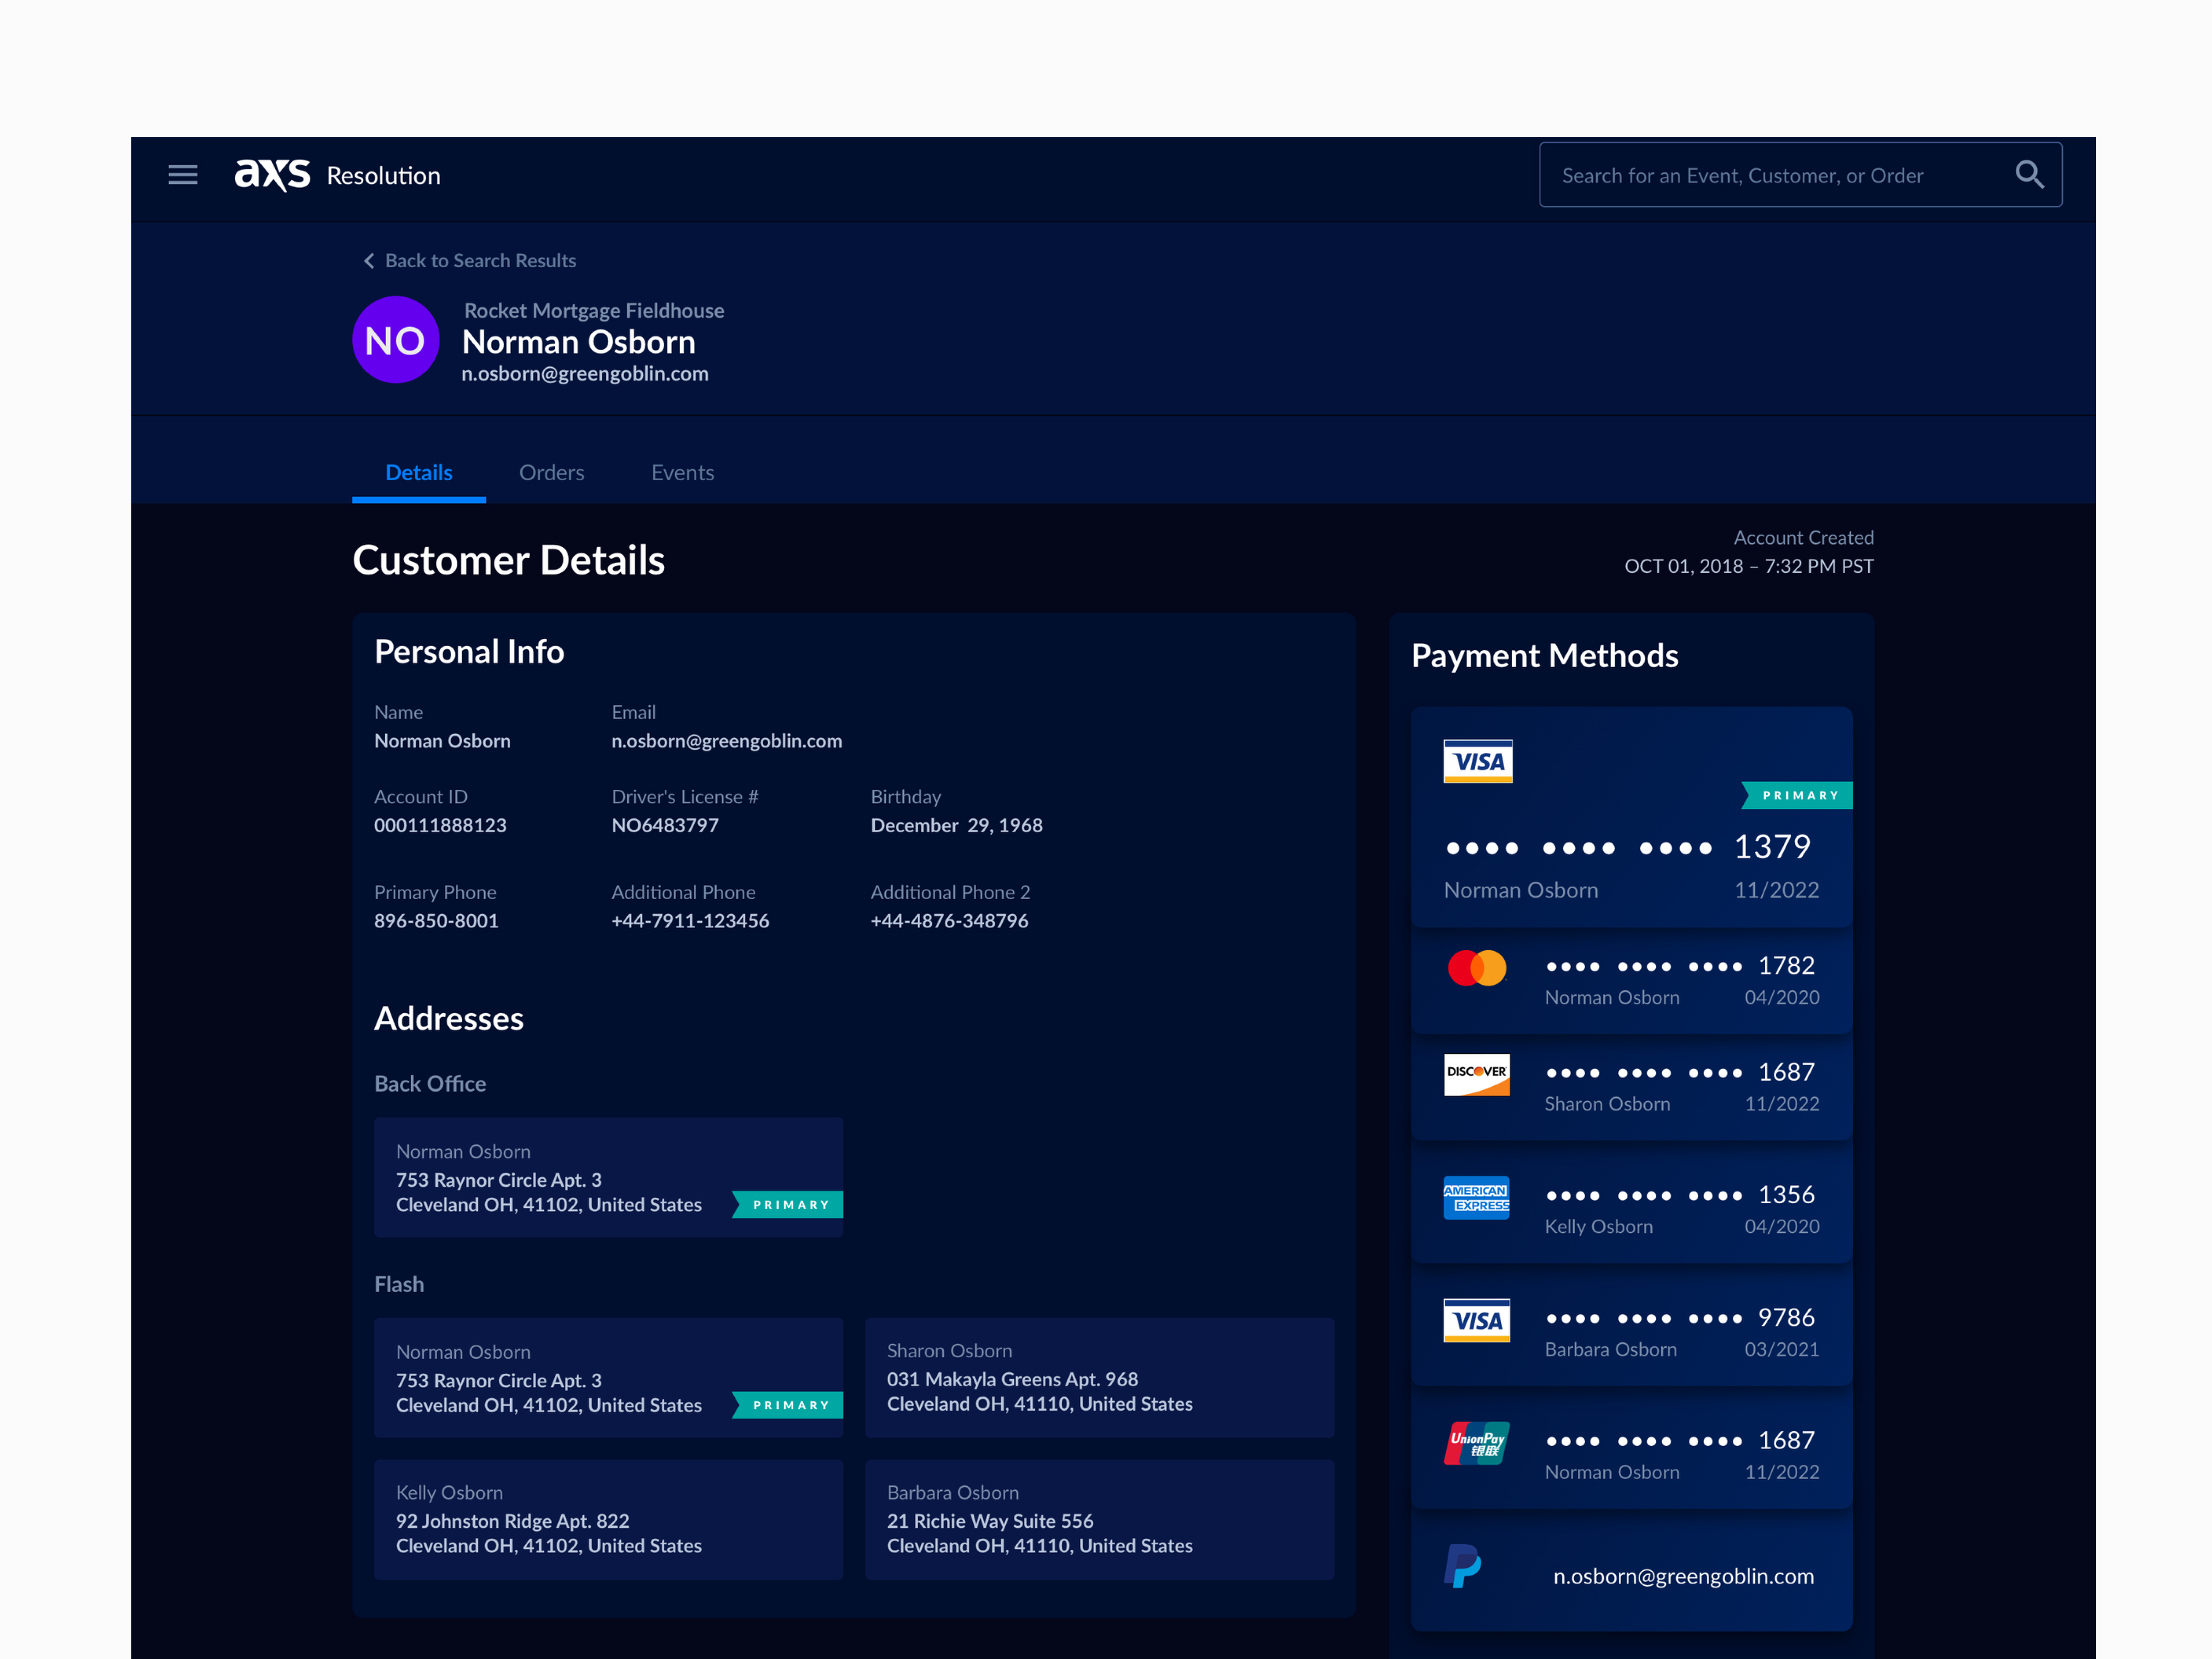 axs Resolution
Search for an Event, Customer, or Order
Back to Search Results
NO
Rocket Mortgage Fieldhouse
Norman Osborn
n.osborn@greengoblin.com
Details Orders Events
Customer Details
Account Created
OCT 01, 2018 – 7:32 PM PST
Personal Info
Name
Norman Osborn
Email
n.osborn@greengoblin.com
Account ID
000111888123
Driver's License #
NO6483797
Birthday
December 29, 1968
Primary Phone
896-850-8001
Additional Phone
+44-7911-123456
Additional Phone 2
+44-4876-348796
Addresses
Back Office
Norman Osborn
753 Raynor Circle Apt. 3
Cleveland OH, 41102, United States
PRIMARY
Flash
Norman Osborn
753 Raynor Circle Apt. 3
Cleveland OH, 41102, United States
PRIMARY
Sharon Osborn
031 Makayla Greens Apt. 968
Cleveland OH, 41110, United States
Kelly Osborn
92 Johnston Ridge Apt. 822
Cleveland OH, 41102, United States
Barbara Osborn
21 Richie Way Suite 556
Cleveland OH, 41110, United States
Payment Methods
VISA
PRIMARY
•••• •••• •••• 1379
Norman Osborn 11/2022
•••• •••• •••• 1782
Norman Osborn 04/2020
DISCOVER
•••• •••• •••• 1687
Sharon Osborn 11/2022
AMERICAN
EXPRESS
•••• •••• •••• 1356
Kelly Osborn 04/2020
VISA
•••• •••• •••• 9786
Barbara Osborn 03/2021
UnionPay
银联
•••• •••• •••• 1687
Norman Osborn 11/2022
n.osborn@greengoblin.com